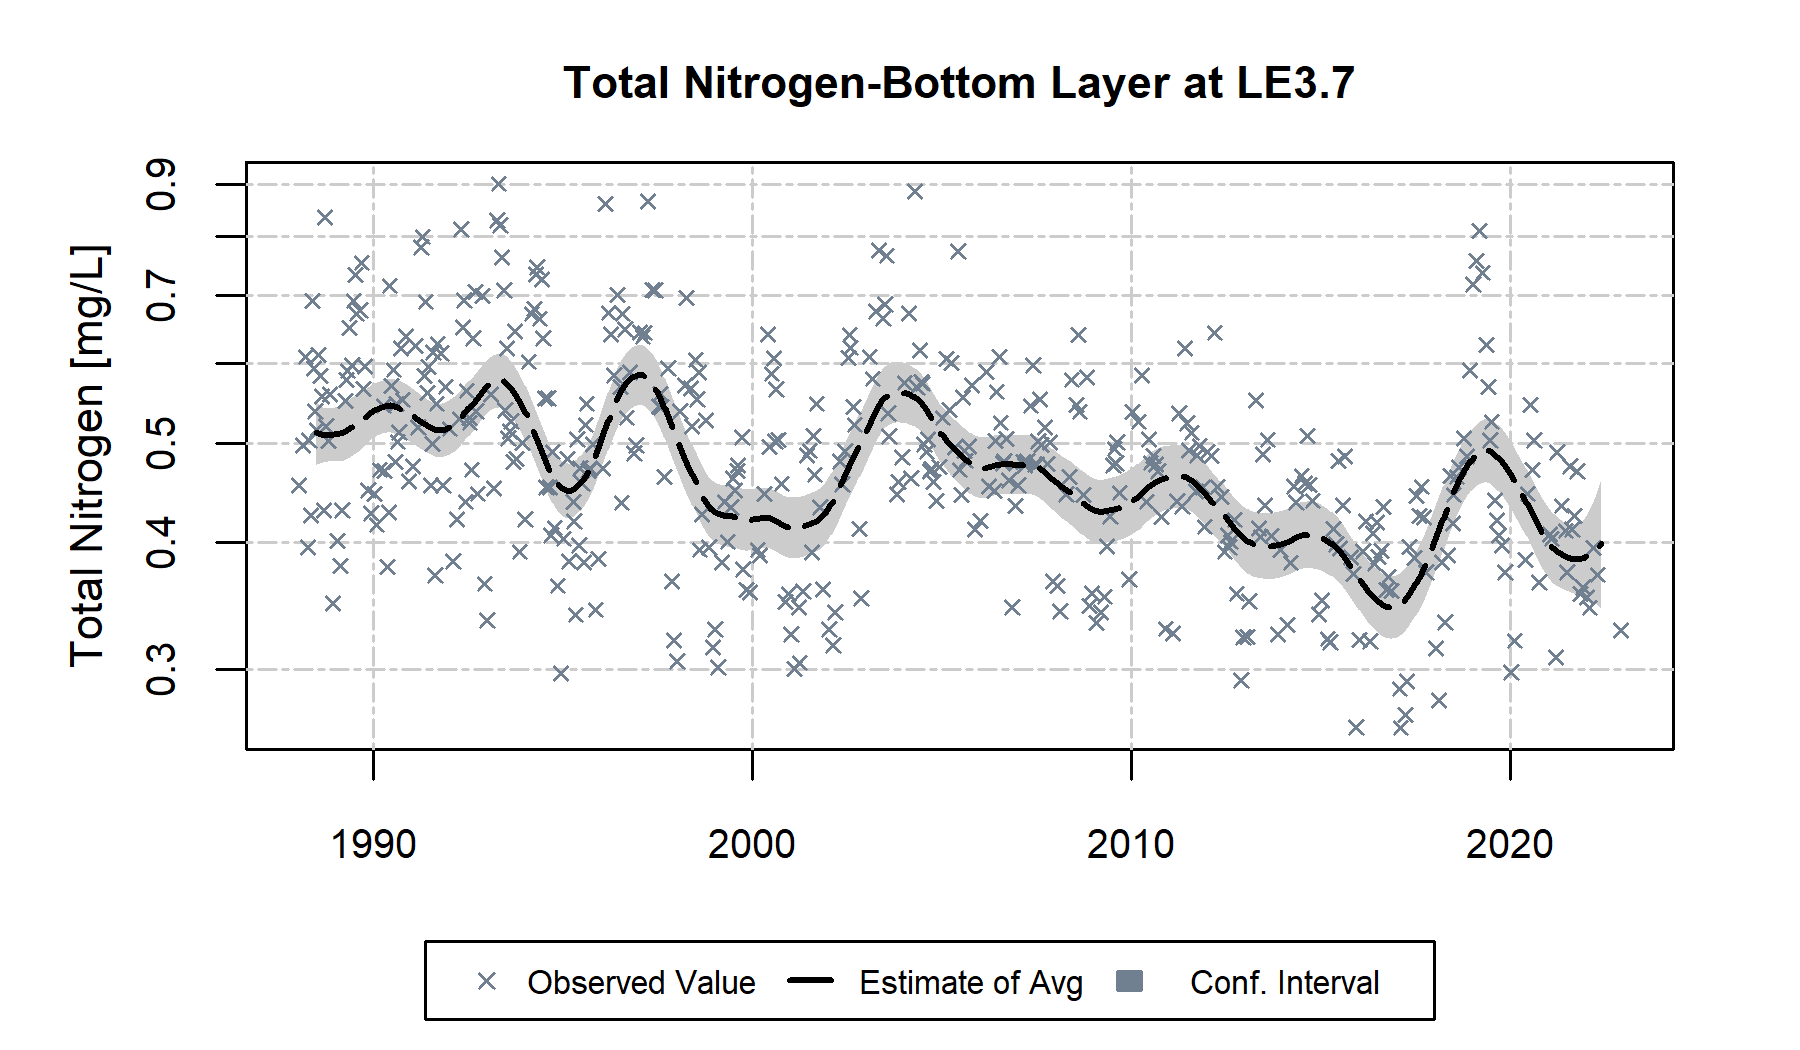 Total Nitrogen-Bottom Layer at LE3.7
Total Nitrogen [mg/L]
0.9
0.7
0.5
0.4
0.3
1990 2000 2010 2020
Observed Value Estimate of Avg Conf. Interval